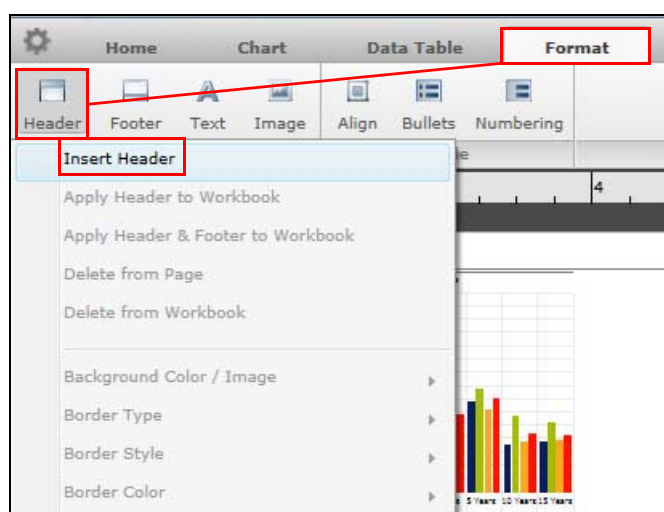 Home Chart Data Table Format
Header Footer Text Image Align Bullets Numbering
Insert Header
Apply Header to Workbook
Apply Header & Footer to Workbook
Delete from Page
Delete from Workbook
Background Color / Image
Border Type
Border Style
Border Color
4
5 Years 10 Years 15 Years